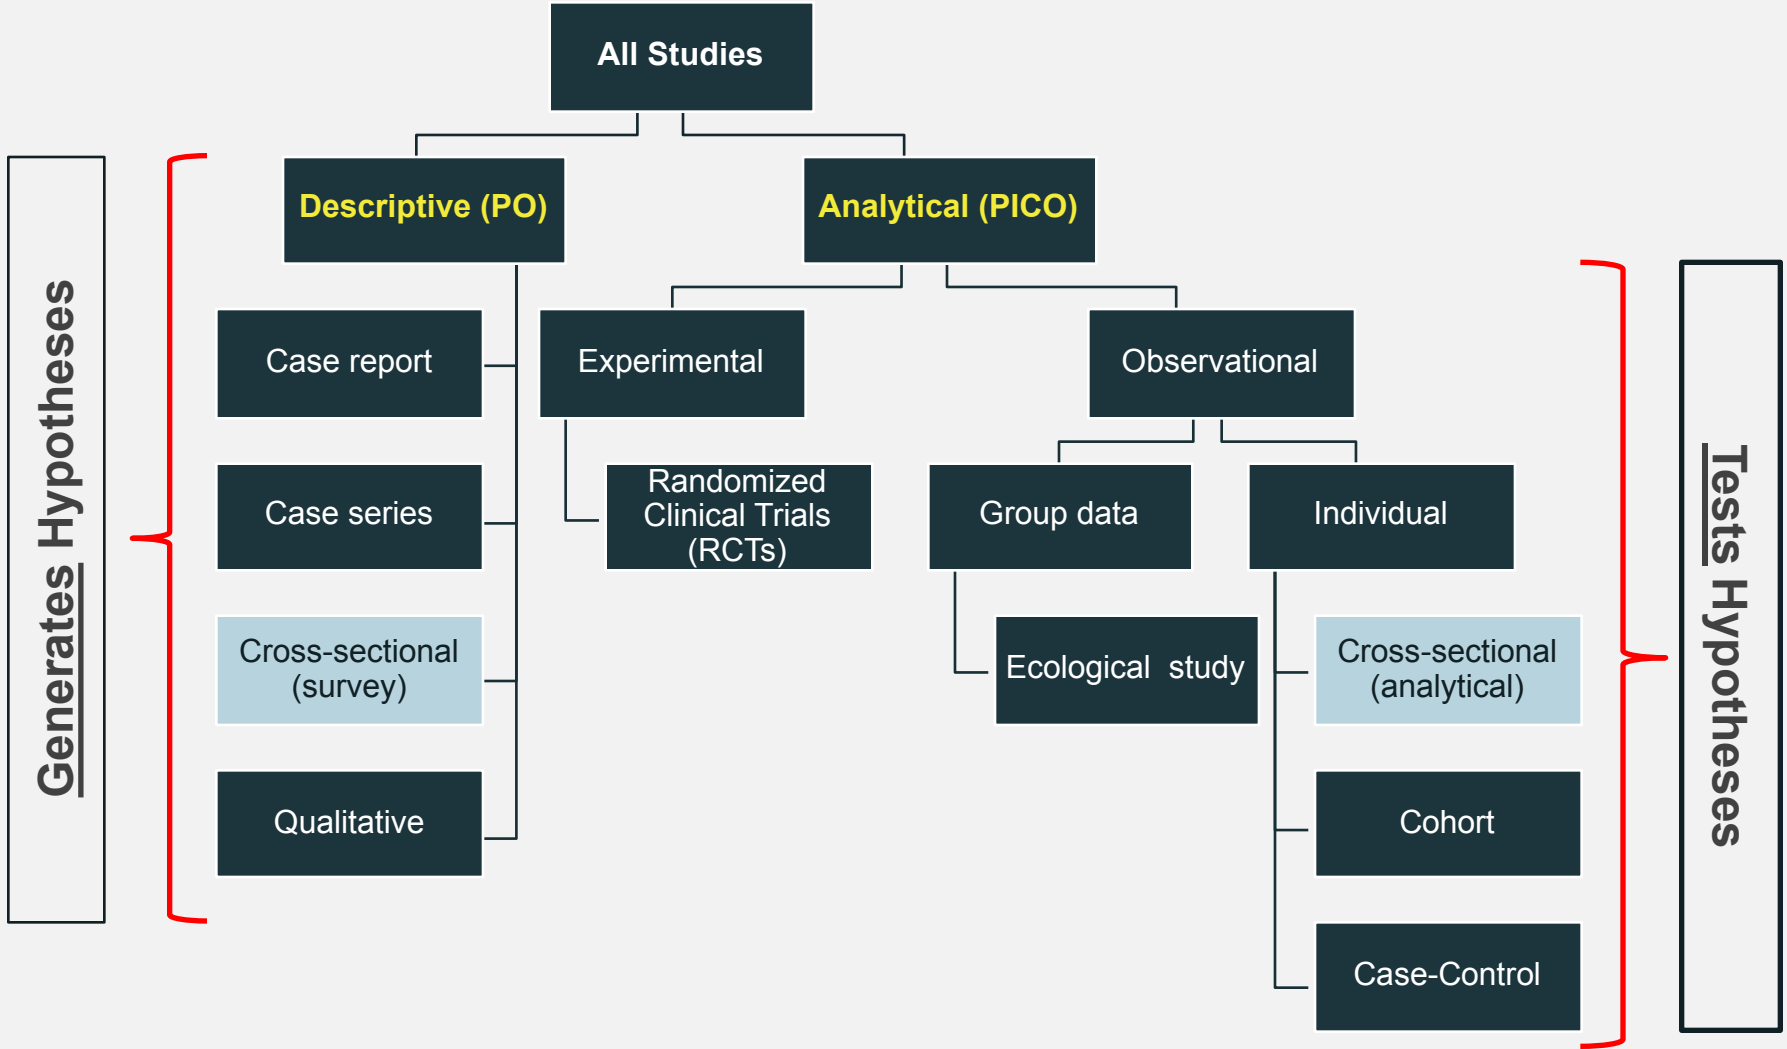 All Studies
Descriptive (PO)
Analytical (PICO)
Generates Hypotheses
Case report
Experimental
Observational
Case series
Randomized
Clinical Trials
(RCTs)
Group data
Individual
Tests Hypotheses
Cross-sectional
(survey)
Ecological study
Cross-sectional
(analytical)
Qualitative
Cohort
Case-Control